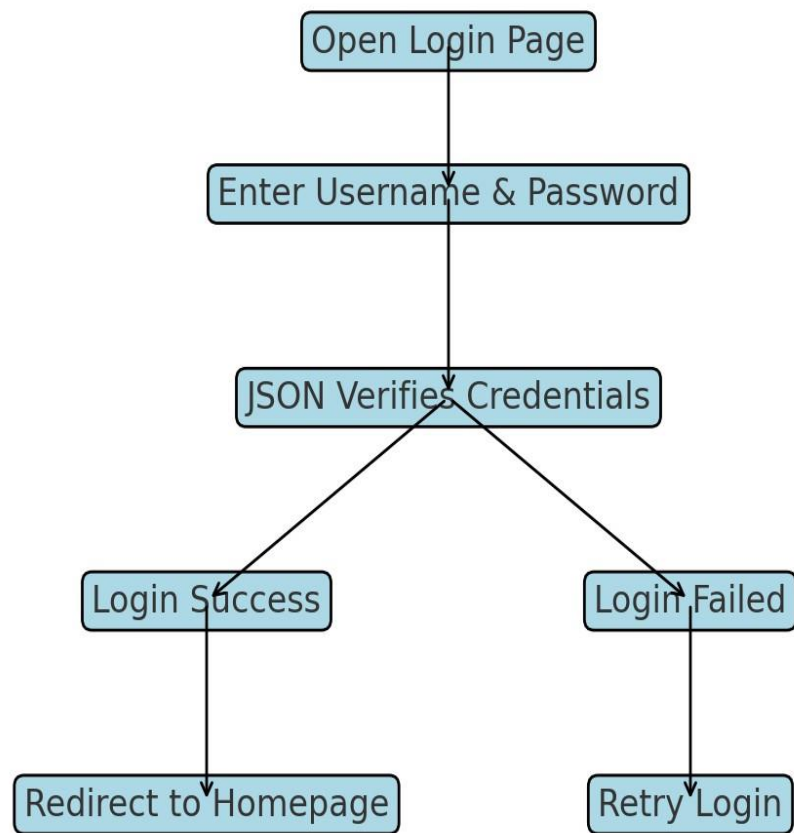 Open Login Page
Enter Username & Password
JSON Verifies Credentials
Login Success
Login Failed
Redirect to Homepage
Retry Login